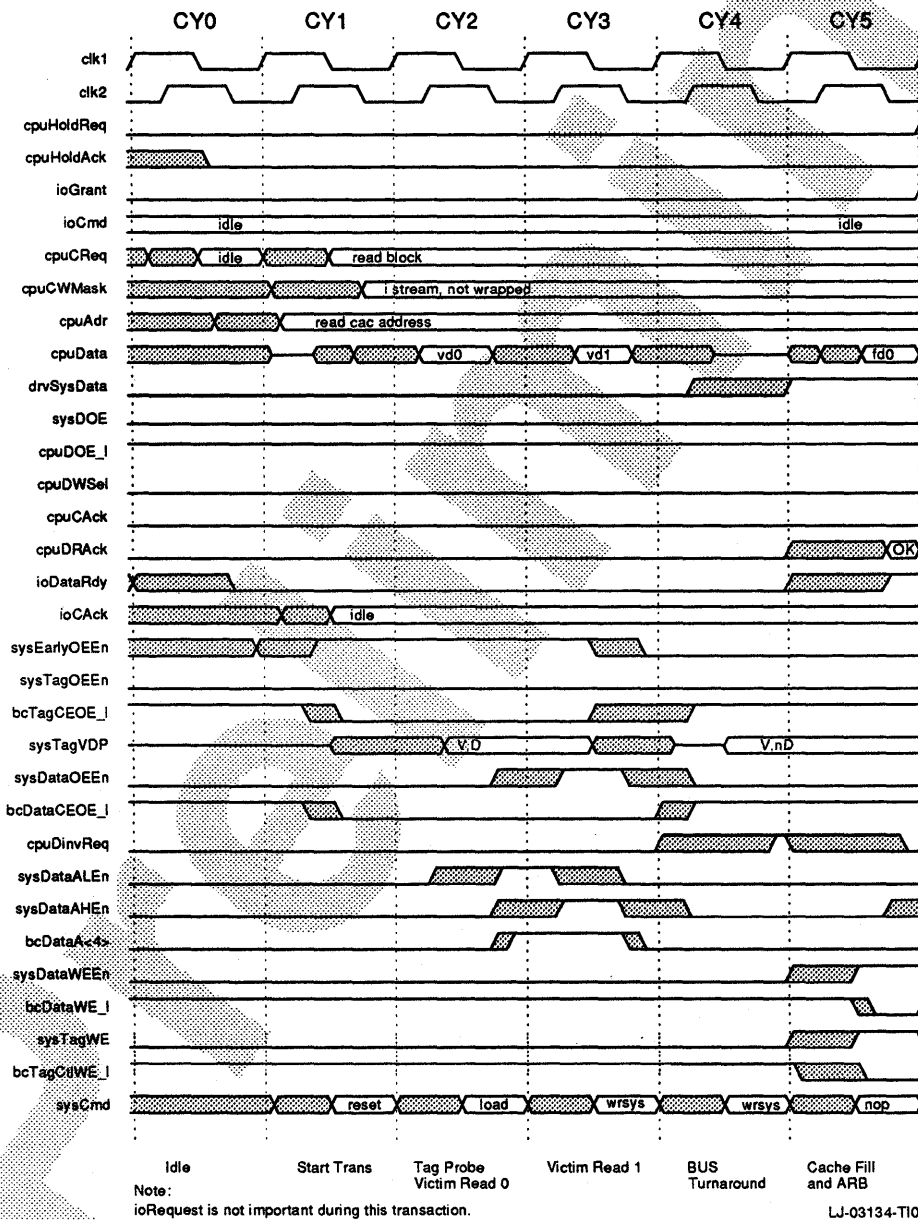 CY0 CY1 CY2 CY3 CY4 CY5
clk1
clk2
cpuHoldReq
cpuHoldAck
ioGrant
ioCmd idle idle
cpuCReq idle read block
cpuCWMask i stream, not wrapped
cpuAdr read cac address
cpuData vd0 vd1 fd0
drvSysData
sysDOE
cpuDOE_l
cpuDWSel
cpuCAck
cpuDRAck OK
ioDataRdy
ioCAck idle
sysEarlyOEEn
sysTagOEEn
bcTagCEOE_l
sysTagVDP V,D V,nD
sysDataOEEn
bcDataCEOE_l
cpuDinvReq
sysDataALEn
sysDataAHEn
bcDataA<4>
sysDataWEEn
bcDataWE_l
sysTagWE
bcTagCtlWE_l
sysCmd reset load wrsys wrsys nop
Idle Start Trans Tag Probe Victim Read 1 BUS Cache Fill
Victim Read 0 Turnaround and ARB
Note:
ioRequest is not important during this transaction.
LJ-03134-TI0